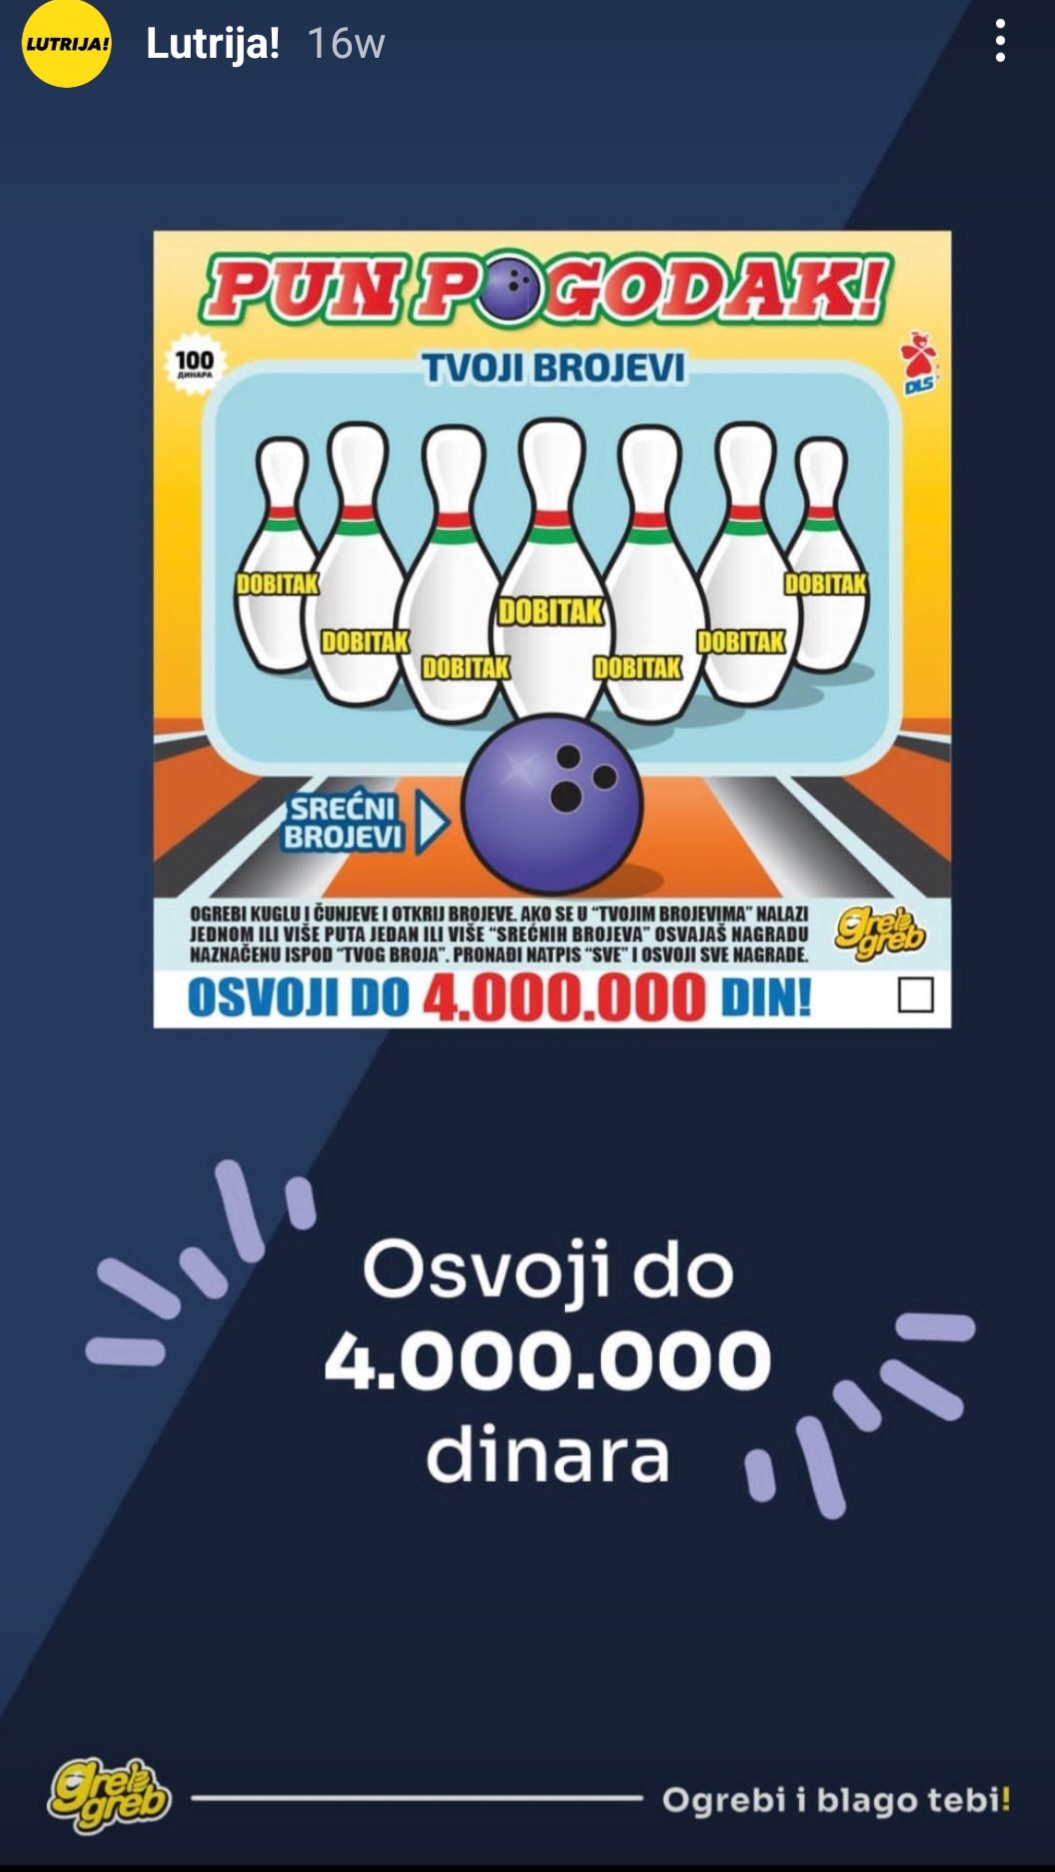 LUTRIJA!
Lutrija! 16w
PUN POGODAK!
100
ДИНАРА
TVOJI BROJEVI
DLS
DOBITAK
DOBITAK
DOBITAK
DOBITAK
DOBITAK
DOBITAK
DOBITAK
SREĆNI
BROJEVI
OGREBI KUGLU I ČUNJEVE I OTKRIJ BROJEVE. AKO SE U "TVOJIM BROJEVIMA" NALAZI
JEDNOM ILI VIŠE PUTA JEDAN ILI VIŠE "SREĆNIH BROJEVA" OSVAJAŠ NAGRADU
NAZNAČENU ISPOD "TVOG BROJA". PRONAĐI NATPIS "SVE" I OSVOJI SVE NAGRADE.
greb
greb
OSVOJI DO 4.000.000 DIN!
Osvoji do
4.000.000
dinara
greb
greb
Ogrebi i blago tebi!